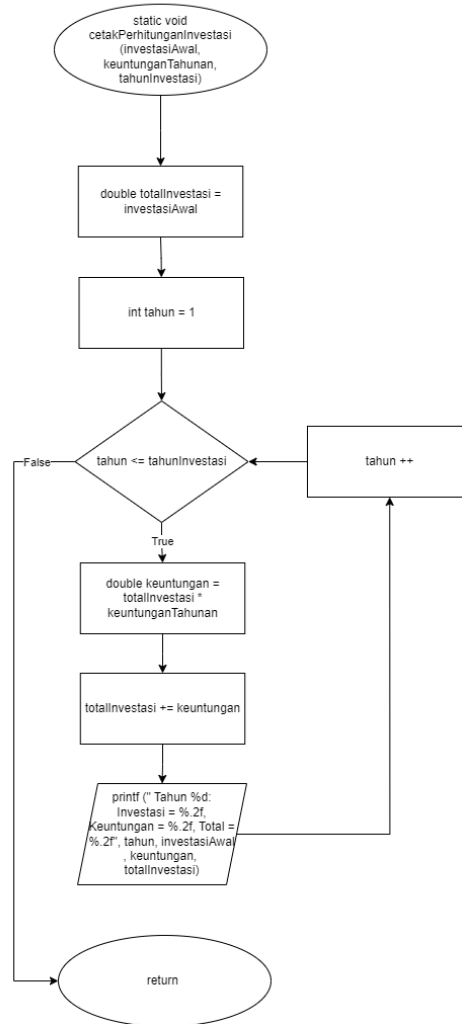 static void
cetakPerhitunganInvestasi
(investasiAwal,
keuntunganTahunan,
tahunInvestasi)
double totalInvestasi =
investasiAwal
int tahun = 1
tahun <= tahunInvestasi
tahun ++
False
True
double keuntungan =
totalInvestasi *
keuntunganTahunan
totalInvestasi += keuntungan
printf (" Tahun %d:
Investasi = %.2f,
Keuntungan = %.2f, Total =
%.2f", tahun, investasiAwal
, keuntungan,
totalInvestasi)
return